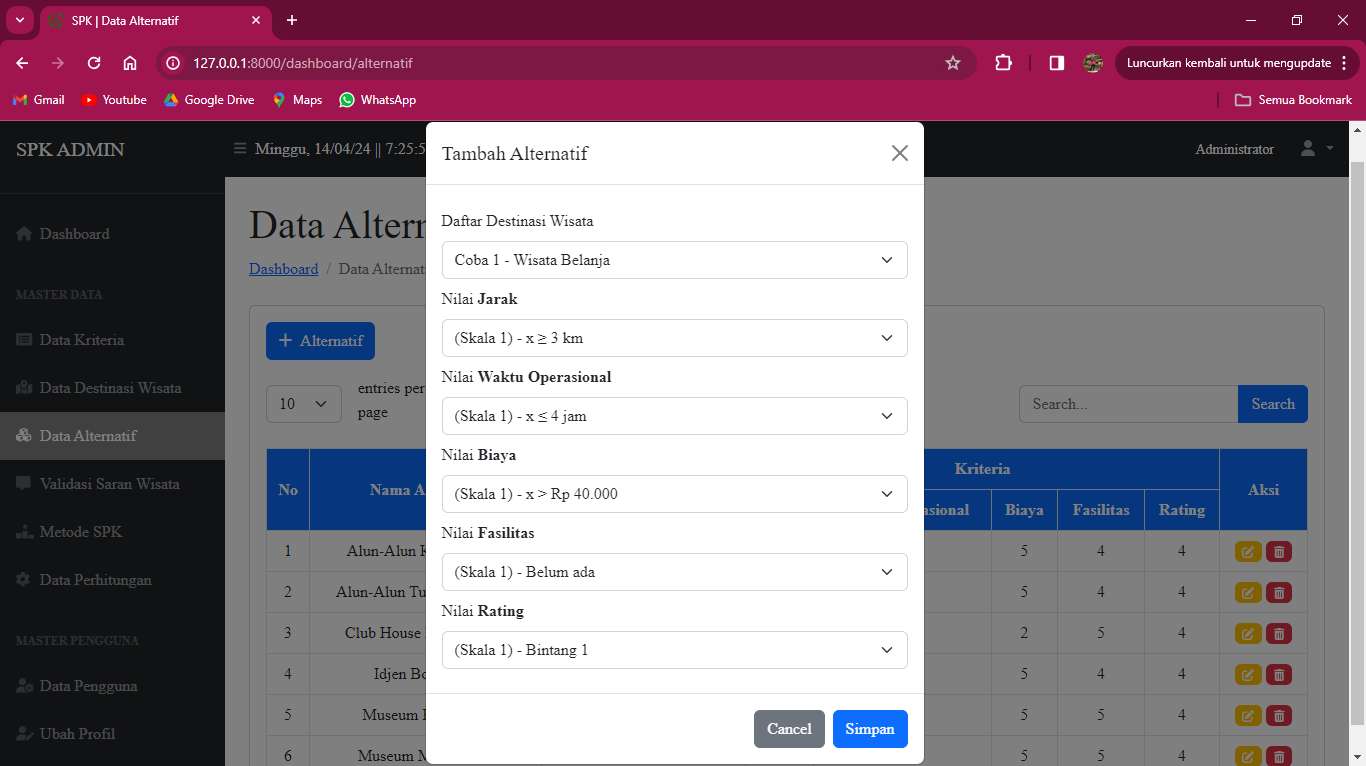 SPK | Data Alternatif
127.0.0.1:8000/dashboard/alternatif
Luncurkan kembali untuk mengupdate
Gmail Youtube Google Drive Maps WhatsApp Semua Bookmark
SPK ADMIN
Minggu, 14/04/24 || 7:25:5
Administrator
Dashboard
MASTER DATA
Data Kriteria
Data Destinasi Wisata
Data Alternatif
Validasi Saran Wisata
Metode SPK
Data Perhitungan
MASTER PENGGUNA
Data Pengguna
Ubah Profil
Data Altern
Dashboard / Data Alternat
+ Alternatif
10 entries per
page
Search... Search
No Nama A Kriteria Aksi
asional Biaya Fasilitas Rating
1 Alun-Alun K 5 4 4
2 Alun-Alun Tu 5 4 4
3 Club House 2 5 4
4 Idjen Bo 5 4 4
5 Museum 5 5 4
6 Museum M 5 5 4
Tambah Alternatif
Daftar Destinasi Wisata
Coba 1 - Wisata Belanja
Nilai Jarak
(Skala 1) - x ≥ 3 km
Nilai Waktu Operasional
(Skala 1) - x ≤ 4 jam
Nilai Biaya
(Skala 1) - x > Rp 40.000
Nilai Fasilitas
(Skala 1) - Belum ada
Nilai Rating
(Skala 1) - Bintang 1
Cancel Simpan